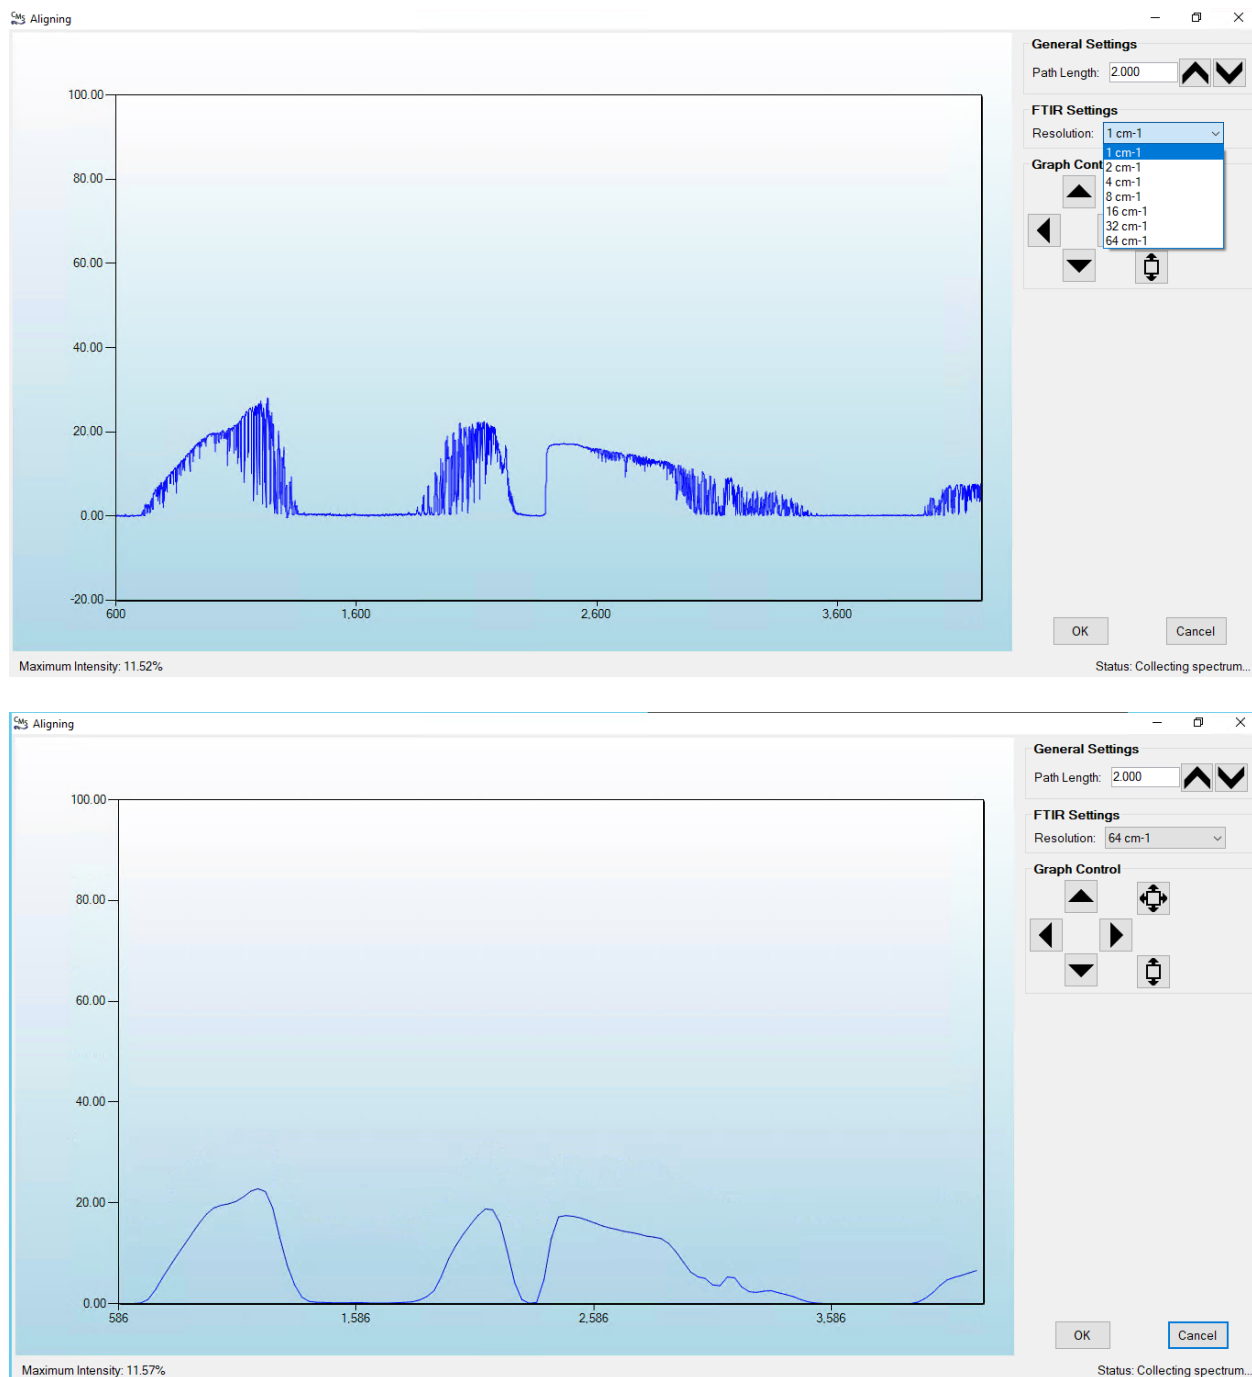 CMS Aligning
General Settings
Path Length: 2.000
100.00
FTIR Settings
Resolution: 1 cm-1
1 cm-1
Graph Cont
2 cm-1
4 cm-1
8 cm-1
16 cm-1
32 cm-1
64 cm-1
80.00
60.00
40.00
20.00
0.00
-20.00
600 1,600 2,600 3,600
OK Cancel
Maximum Intensity: 11.52% Status: Collecting spectrum...
CMS Aligning
General Settings
Path Length: 2.000
100.00
FTIR Settings
Resolution: 64 cm-1
Graph Control
80.00
60.00
40.00
20.00
0.00
586 1,586 2,586 3,586
OK Cancel
Maximum Intensity: 11.57% Status: Collecting spectrum...